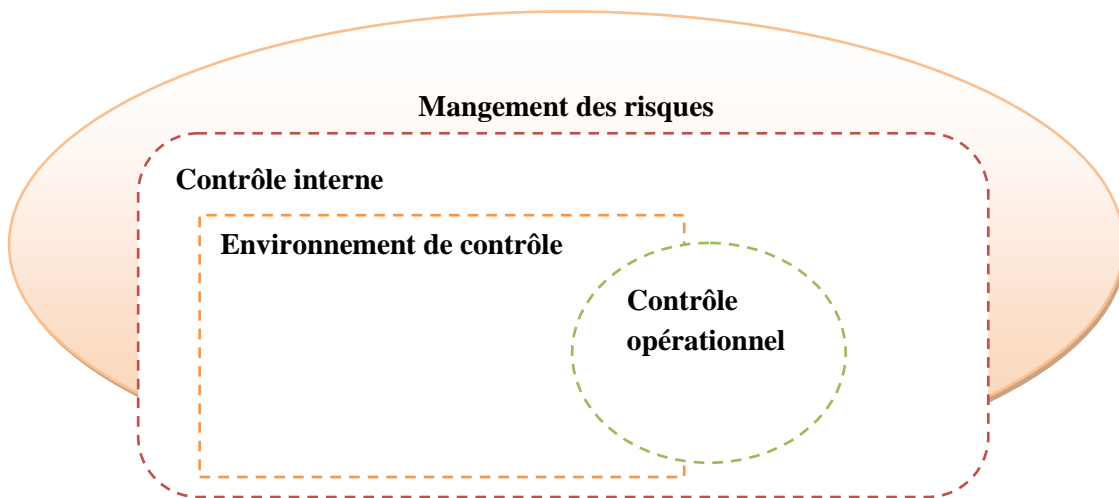 Mangement des risques
Contrôle interne
Environnement de contrôle
Contrôle
opérationnel